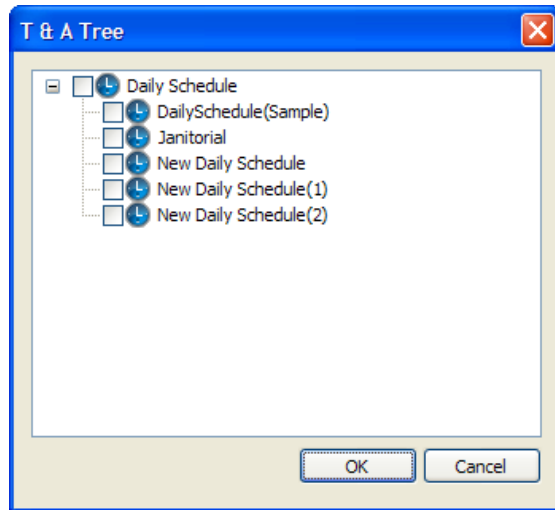 T & A Tree
Daily Schedule
DailySchedule(Sample)
Janitorial
New Daily Schedule
New Daily Schedule(1)
New Daily Schedule(2)
OK Cancel